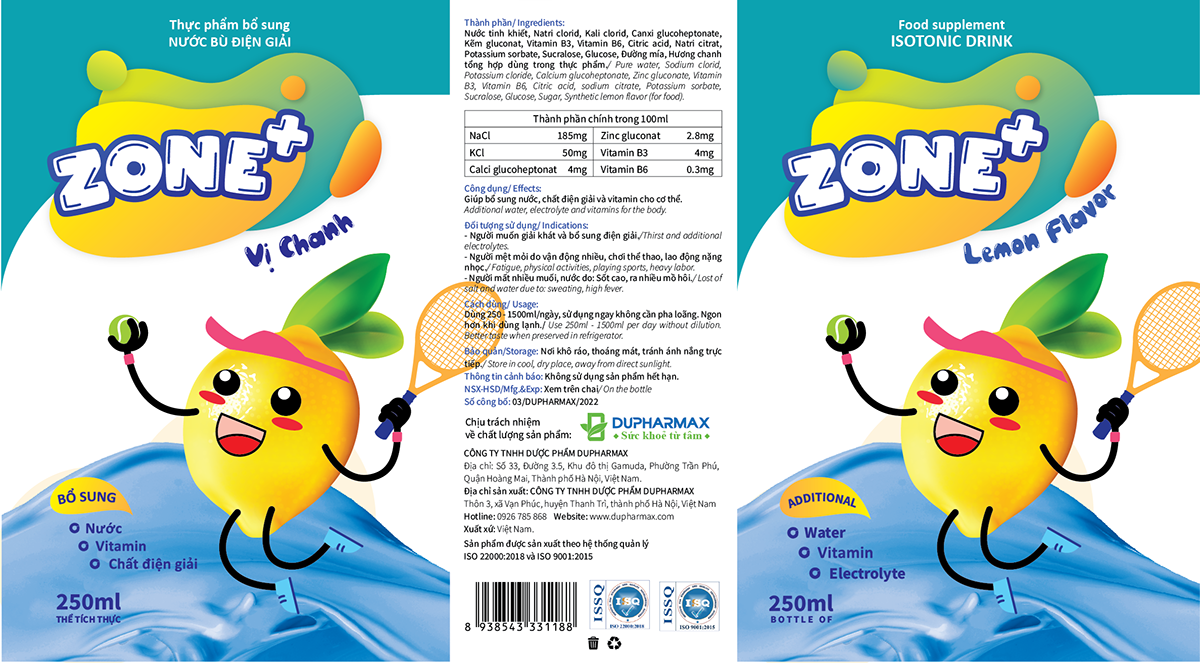 Thực phẩm bổ sung
NƯỚC BÙ ĐIỆN GIẢI
ZONE+
Vị Chanh
BỔ SUNG
Nước
Vitamin
Chất điện giải
250ml
THỂ TÍCH THỰC
Thành phần/ Ingredients:
Nước tinh khiết, Natri clorid, Kali clorid, Canxi glucoheptonate,
Kẽm gluconat, Vitamin B3, Vitamin B6, Citric acid, Natri citrat,
Potassium sorbate, Sucralose, Glucose, Đường mía, Hương chanh
tổng hợp dùng trong thực phẩm./ Pure water, Sodium clorid,
Potassium cloride, Calcium glucoheptonate, Zinc gluconate, Vitamin
B3, Vitamin B6, Citric acid, sodium citrate, Potassium sorbate,
Sucralose, Glucose, Sugar, Synthetic lemon flavor (for food).
Thành phần chính trong 100ml
NaCl 185mg Zinc gluconat 2.8mg
KCl 50mg Vitamin B3 4mg
Calci glucoheptonat 4mg Vitamin B6 0.3mg
Công dụng/ Effects:
Giúp bổ sung nước, chất điện giải và vitamin cho cơ thể.
Additional water, electrolyte and vitamins for the body.
Đối tượng sử dụng/ Indications:
- Người muốn giải khát và bổ sung điện giải./Thirst and additional
electrolytes.
- Người mệt mỏi do vận động nhiều, chơi thể thao, lao động nặng
nhọc./ Fatigue, physical activities, playing sports, heavy labor.
- Người mất nhiều muối, nước do: Sốt cao, ra nhiều mồ hôi./ Lost of
salt and water due to: sweating, high fever.
Cách dùng/ Usage:
Dùng 250 - 1500ml/ngày, sử dụng ngay không cần pha loãng. Ngon
hơn khi dùng lạnh./ Use 250ml - 1500ml per day without dilution.
Better taste when preserved in refrigerator.
Bảo quản/Storage: Nơi khô ráo, thoáng mát, tránh ánh nắng trực
tiếp./ Store in cool, dry place, away from direct sunlight.
Thông tin cảnh báo: Không sử dụng sản phẩm hết hạn.
NSX-HSD/Mfg.&Exp: Xem trên chai/ On the bottle
Số công bố: 03/DUPHARMAX/2022
Chịu trách nhiệm
về chất lượng sản phẩm:
DUPHARMAX
Sức khoẻ từ tâm
CÔNG TY TNHH DƯỢC PHẨM DUPHARMAX
Địa chỉ: Số 33, Đường 3.5, Khu đô thị Gamuda, Phường Trần Phú,
Quận Hoàng Mai, Thành phố Hà Nội, Việt Nam.
Địa chỉ sản xuất: CÔNG TY TNHH DƯỢC PHẨM DUPHARMAX
Thôn 3, xã Vạn Phúc, huyện Thanh Trì, thành phố Hà Nội, Việt Nam
Hotline: 0926 785 868 Website: www.dupharmax.com
Xuất xứ: Việt Nam.
Sản phẩm được sản xuất theo hệ thống quản lý
ISO 22000:2018 và ISO 9001:2015
8 938543 331188
ISSQ
ISSQ
ISO 22000:2018
ISSQ
ISSQ
ISO 9001:2015
Food supplement
ISOTONIC DRINK
ZONE+
Lemon Flavor
ADDITIONAL
Water
Vitamin
Electrolyte
250ml
BOTTLE OF